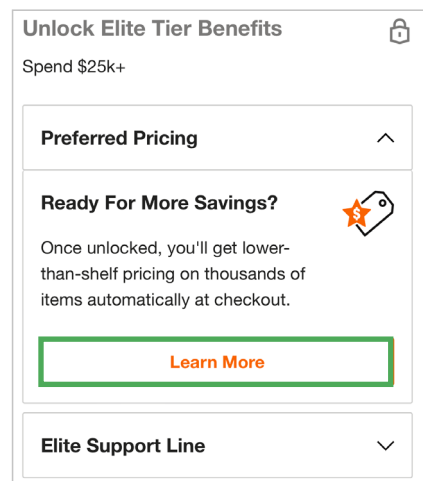 Unlock Elite Tier Benefits
Spend $25k+
Preferred Pricing
Ready For More Savings?
$
Once unlocked, you'll get lower-
than-shelf pricing on thousands of
items automatically at checkout.
Learn More
Elite Support Line